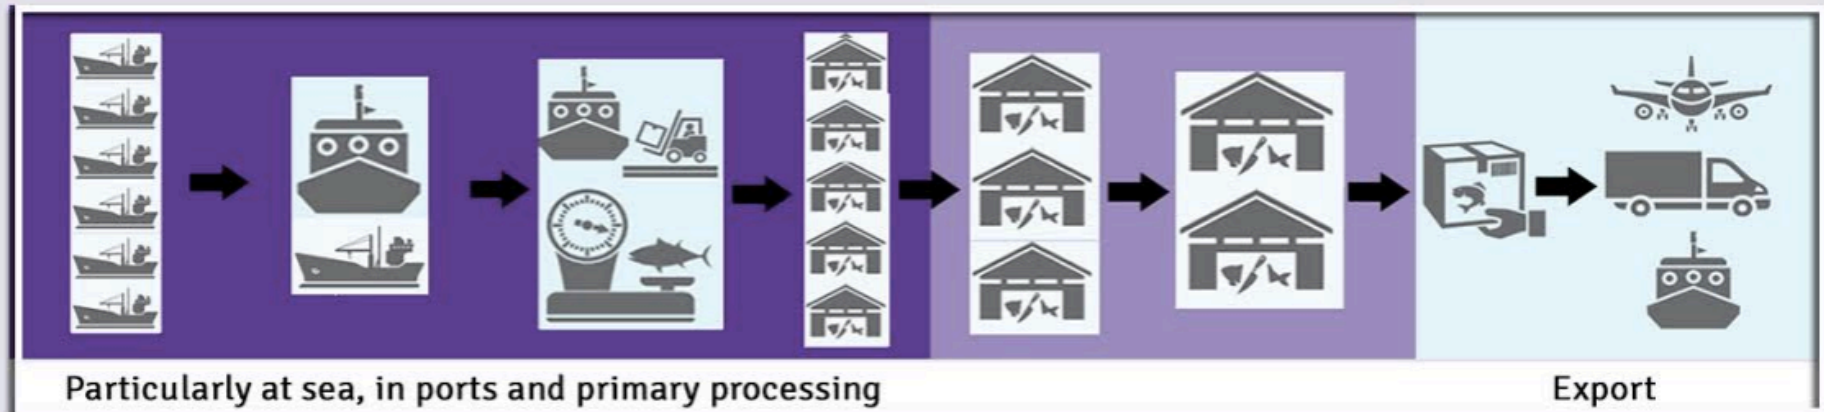 Particularly at sea, in ports and primary processing
Export